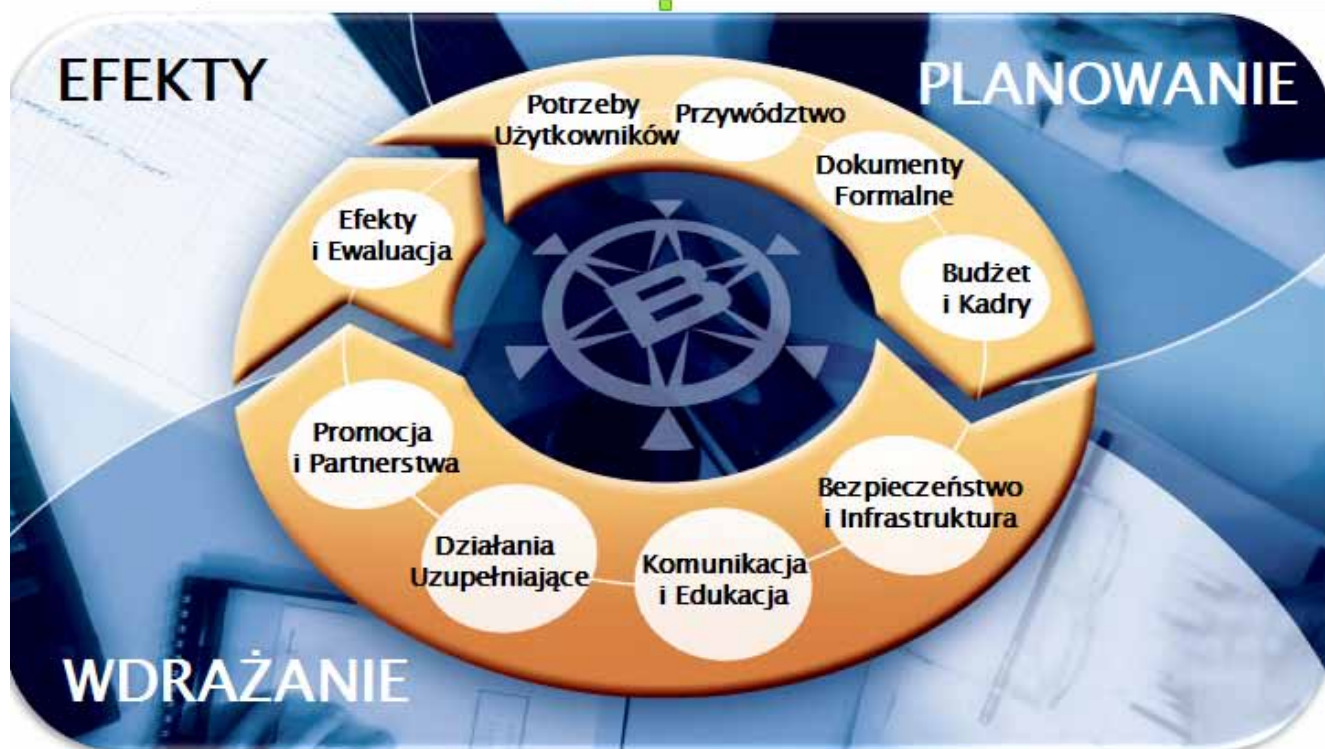 EFEKTY
PLANOWANIE
Potrzeby
Użytkowników
Przywództwo
Dokumenty
Formalne
Efekty
i Ewaluacja
Budżet
i Kadry
B
Promocja
i Partnerstwa
Bezpieczeństwo
i Infrastruktura
Działania
Uzupełniające
Komunikacja
i Edukacja
WDRAŻANIE